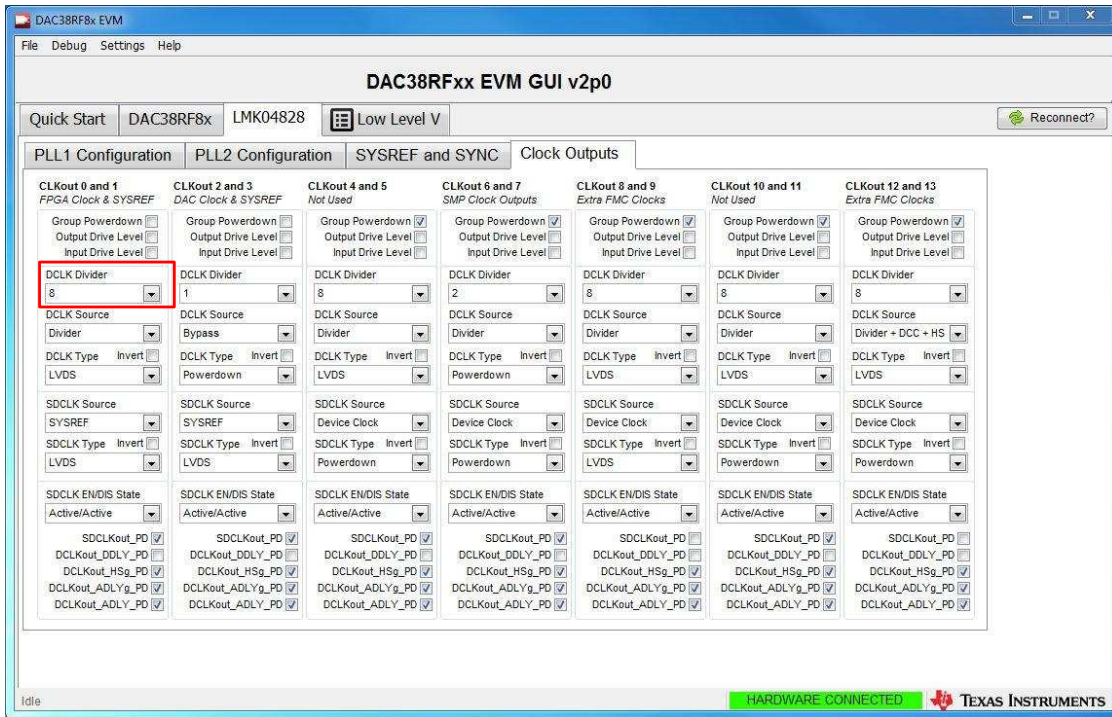 DAC38RF8x EVM
File Debug Settings Help
DAC38RFxx EVM GUI v2p0
Quick Start DAC38RF8x LMK04828 Low Level V Reconnect?
PLL1 Configuration PLL2 Configuration SYSREF and SYNC Clock Outputs
CLKout 0 and 1 CLKout 2 and 3 CLKout 4 and 5 CLKout 6 and 7 CLKout 8 and 9 CLKout 10 and 11 CLKout 12 and 13
FPGA Clock & SYSREF DAC Clock & SYSREF Not Used SMP Clock Outputs Extra FMC Clocks Not Used Extra FMC Clocks
Group Powerdown Group Powerdown Group Powerdown Group Powerdown Group Powerdown Group Powerdown Group Powerdown
Output Drive Level Output Drive Level Output Drive Level Output Drive Level Output Drive Level Output Drive Level Output Drive Level
Input Drive Level Input Drive Level Input Drive Level Input Drive Level Input Drive Level Input Drive Level Input Drive Level
DCLK Divider DCLK Divider DCLK Divider DCLK Divider DCLK Divider DCLK Divider DCLK Divider
8 1 8 2 8 8 8
DCLK Source DCLK Source DCLK Source DCLK Source DCLK Source DCLK Source DCLK Source
Divider Bypass Divider Divider Divider Divider Divider + DCC + HS
DCLK Type Invert DCLK Type Invert DCLK Type Invert DCLK Type Invert DCLK Type Invert DCLK Type Invert DCLK Type Invert
LVDS Powerdown LVDS Powerdown LVDS LVDS LVDS
SDCLK Source SDCLK Source SDCLK Source SDCLK Source SDCLK Source SDCLK Source SDCLK Source
SYSREF SYSREF Device Clock Device Clock Device Clock Device Clock Device Clock
SDCLK Type Invert SDCLK Type Invert SDCLK Type Invert SDCLK Type Invert SDCLK Type Invert SDCLK Type Invert SDCLK Type Invert
LVDS LVDS Powerdown Powerdown LVDS Powerdown Powerdown
SDCLK EN/DIS State SDCLK EN/DIS State SDCLK EN/DIS State SDCLK EN/DIS State SDCLK EN/DIS State SDCLK EN/DIS State SDCLK EN/DIS State
Active/Active Active/Active Active/Active Active/Active Active/Active Active/Active Active/Active
SDCLKout_PD SDCLKout_PD SDCLKout_PD SDCLKout_PD SDCLKout_PD SDCLKout_PD SDCLKout_PD
DCLKout_DDLY_PD DCLKout_DDLY_PD DCLKout_DDLY_PD DCLKout_DDLY_PD DCLKout_DDLY_PD DCLKout_DDLY_PD DCLKout_DDLY_PD
DCLKout_HSg_PD DCLKout_HSg_PD DCLKout_HSg_PD DCLKout_HSg_PD DCLKout_HSg_PD DCLKout_HSg_PD DCLKout_HSg_PD
DCLKout_ADLYg_PD DCLKout_ADLYg_PD DCLKout_ADLYg_PD DCLKout_ADLYg_PD DCLKout_ADLYg_PD DCLKout_ADLYg_PD DCLKout_ADLYg_PD
DCLKout_ADLY_PD DCLKout_ADLY_PD DCLKout_ADLY_PD DCLKout_ADLY_PD DCLKout_ADLY_PD DCLKout_ADLY_PD DCLKout_ADLY_PD
Idle HARDWARE CONNECTED TEXAS INSTRUMENTS